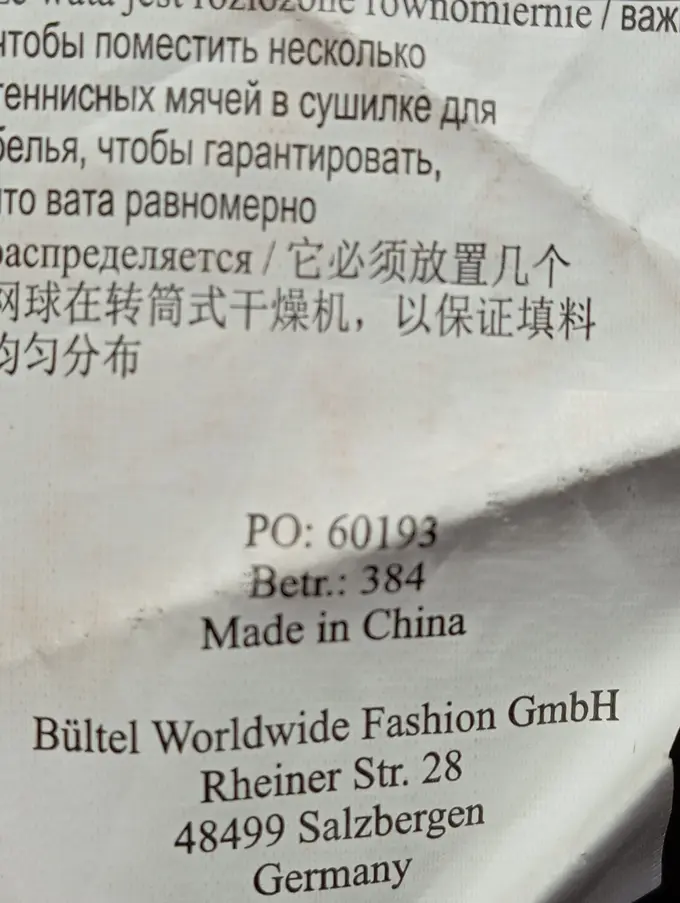 wata jest rozłożone równomiernie / важ
чтобы поместить несколько
теннисных мячей в сушилке для
белья, чтобы гарантировать,
что вата равномерно
распределяется / 它必须放置几个
网球在转筒式干燥机，以保证填料
均匀分布
PO: 60193
Betr.: 384
Made in China
Bültel Worldwide Fashion GmbH
Rheiner Str. 28
48499 Salzbergen
Germany